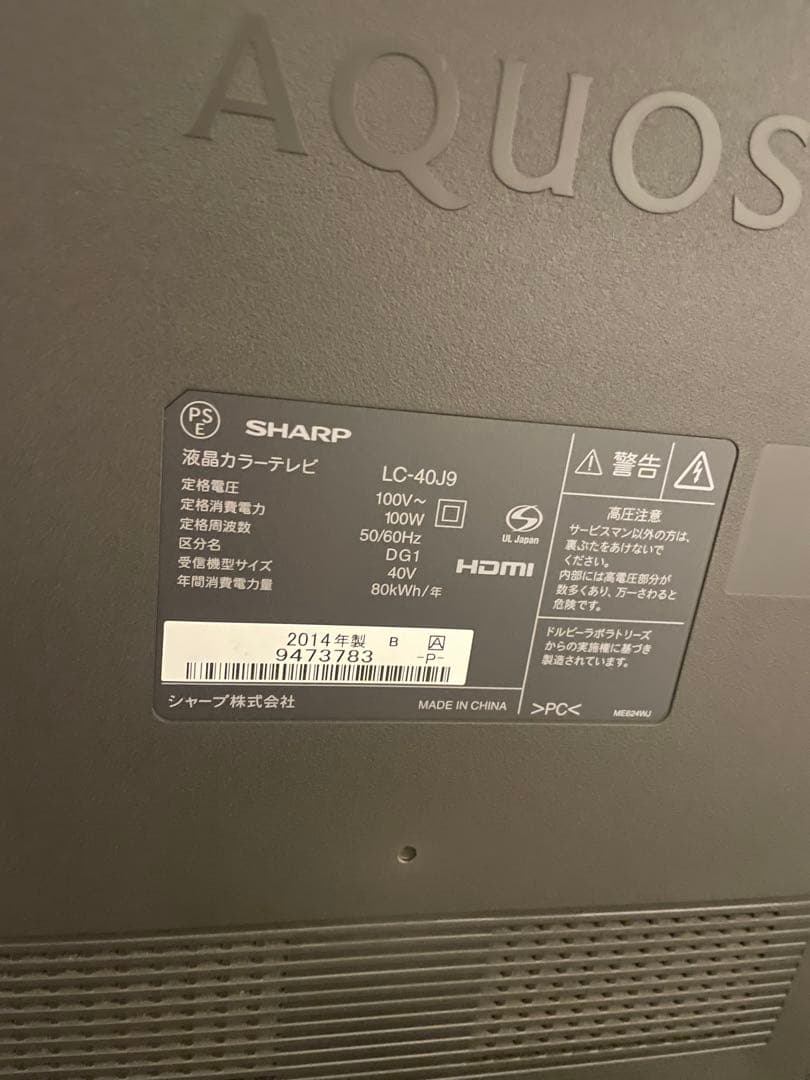 AQUOS
PS
E
SHARP
液晶カラーテレビ LC-40J9
定格電圧 100V～
定格消費電力 100W
定格周波数 50/60Hz
区分名 DG1
受信機型サイズ 40V
年間消費電力量 80kWh/年
UL Japan
HDMI
2014年製 B A
9473783 -P-
シャープ株式会社
MADE IN CHINA
警告
高圧注意
サービスマン以外の方は、
裏ぶたをあけないで
ください。
内部には高電圧部分が
数多くあり、万一さわると
危険です。
ドルビーラボラトリーズ
からの実施権に基づき
製造されています。
>PC<
ME624WJ